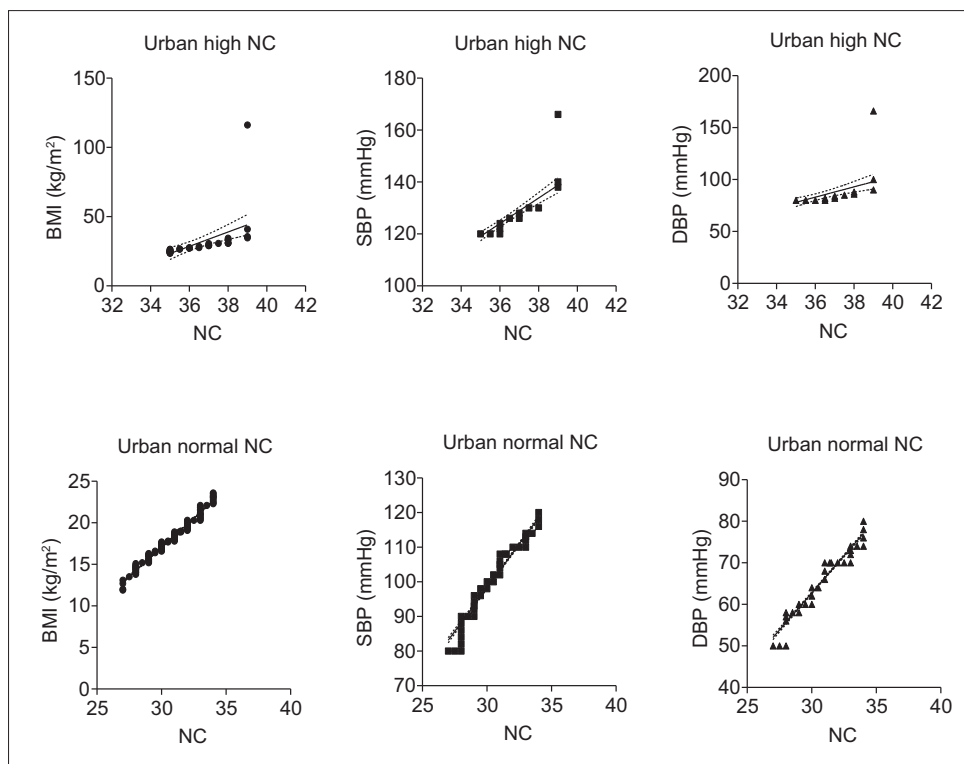 Urban high NC
BMI (kg/m²)
150
100
50
0
32 34 36 38 40 42
NC
Urban high NC
SBP (mmHg)
180
160
140
120
100
32 34 36 38 40 42
NC
Urban high NC
DBP (mmHg)
200
150
100
50
0
32 34 36 38 40 42
NC
Urban normal NC
BMI (kg/m²)
25
20
15
10
5
0
25 30 35 40
NC
Urban normal NC
SBP (mmHg)
130
120
110
100
90
80
70
25 30 35 40
NC
Urban normal NC
DBP (mmHg)
90
80
70
60
50
40
25 30 35 40
NC